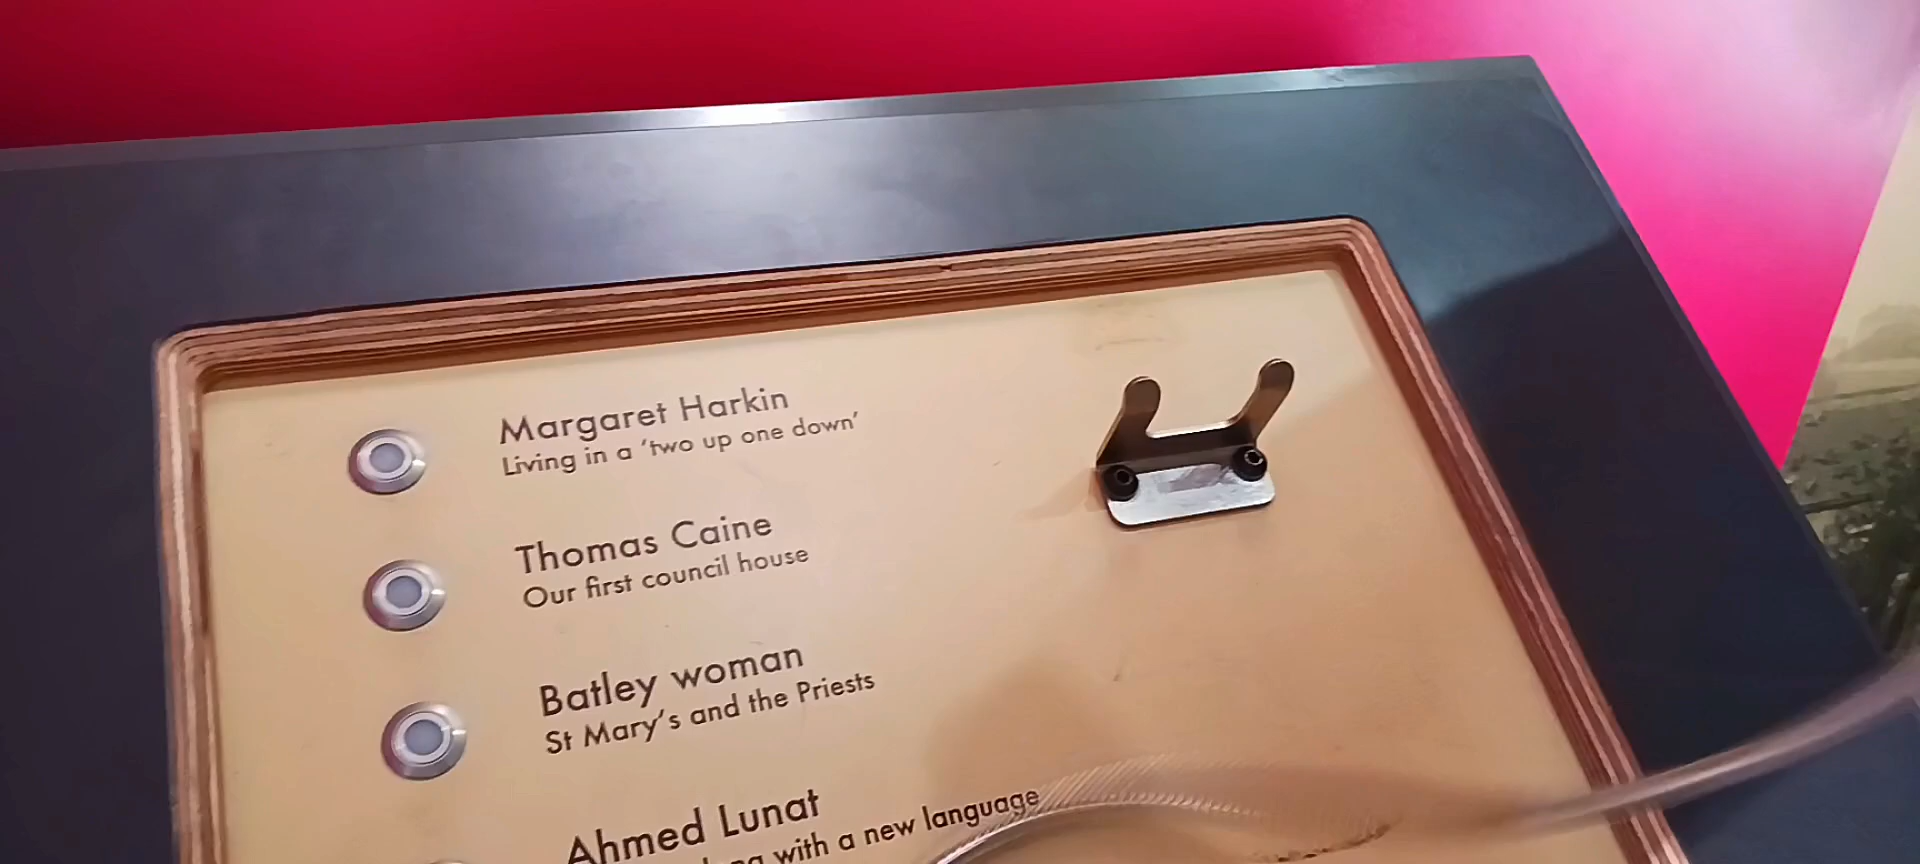 Margaret Harkin
Living in a ‘two up one down’
Thomas Caine
Our first council house
Batley woman
St Mary’s and the Priests
Ahmed Lunat
with a new language